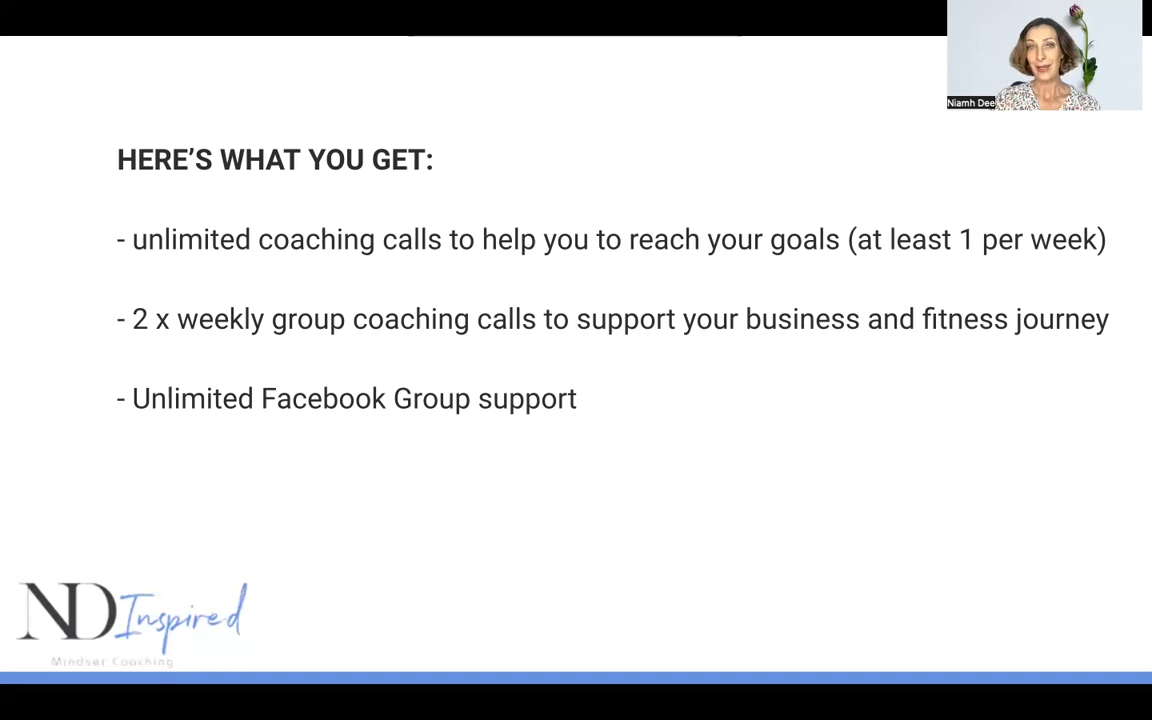 Niamh Dee
HERE'S WHAT YOU GET:
- unlimited coaching calls to help you to reach your goals (at least 1 per week)
- 2 x weekly group coaching calls to support your business and fitness journey
- Unlimited Facebook Group support
ND Inspired
Mindset Coaching